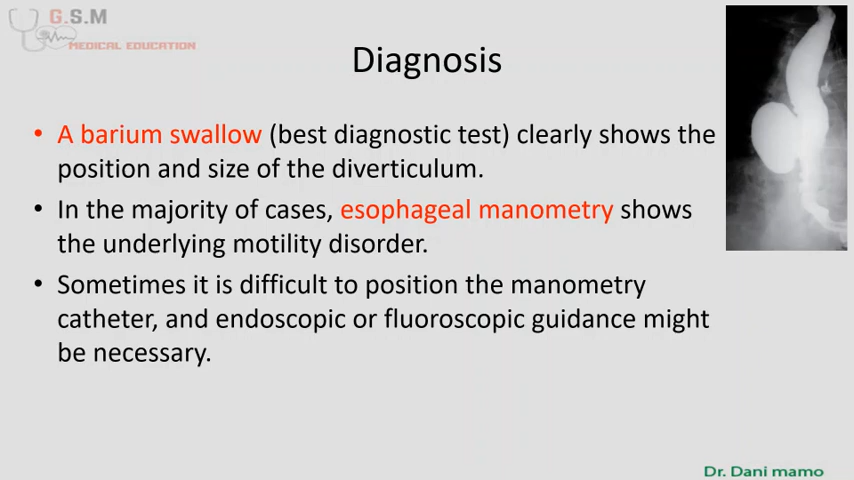 G.S.M
MEDICAL EDUCATION
Diagnosis
• A barium swallow (best diagnostic test) clearly shows the
position and size of the diverticulum.
• In the majority of cases, esophageal manometry shows
the underlying motility disorder.
• Sometimes it is difficult to position the manometry
catheter, and endoscopic or fluoroscopic guidance might
be necessary.
Dr. Dani mamo